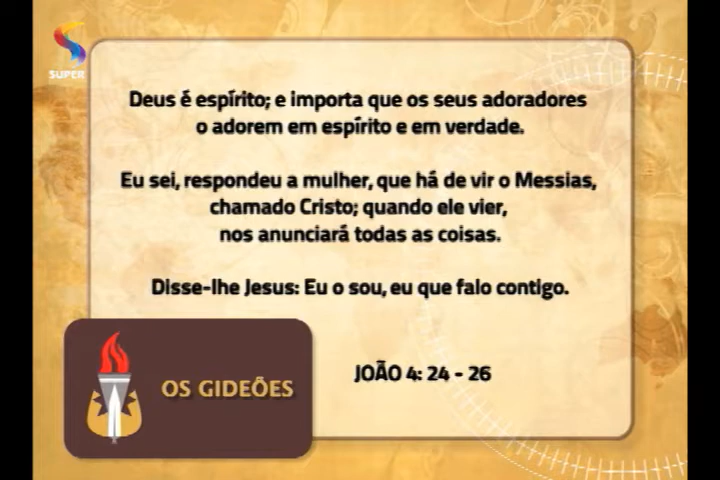 SUPER
Deus é espírito; e importa que os seus adoradores
o adorem em espírito e em verdade.
Eu sei, respondeu a mulher, que há de vir o Messias,
chamado Cristo; quando ele vier,
nos anunciará todas as coisas.
Disse-lhe Jesus: Eu o sou, eu que falo contigo.
JOÃO 4: 24 - 26
OS GIDEÕES